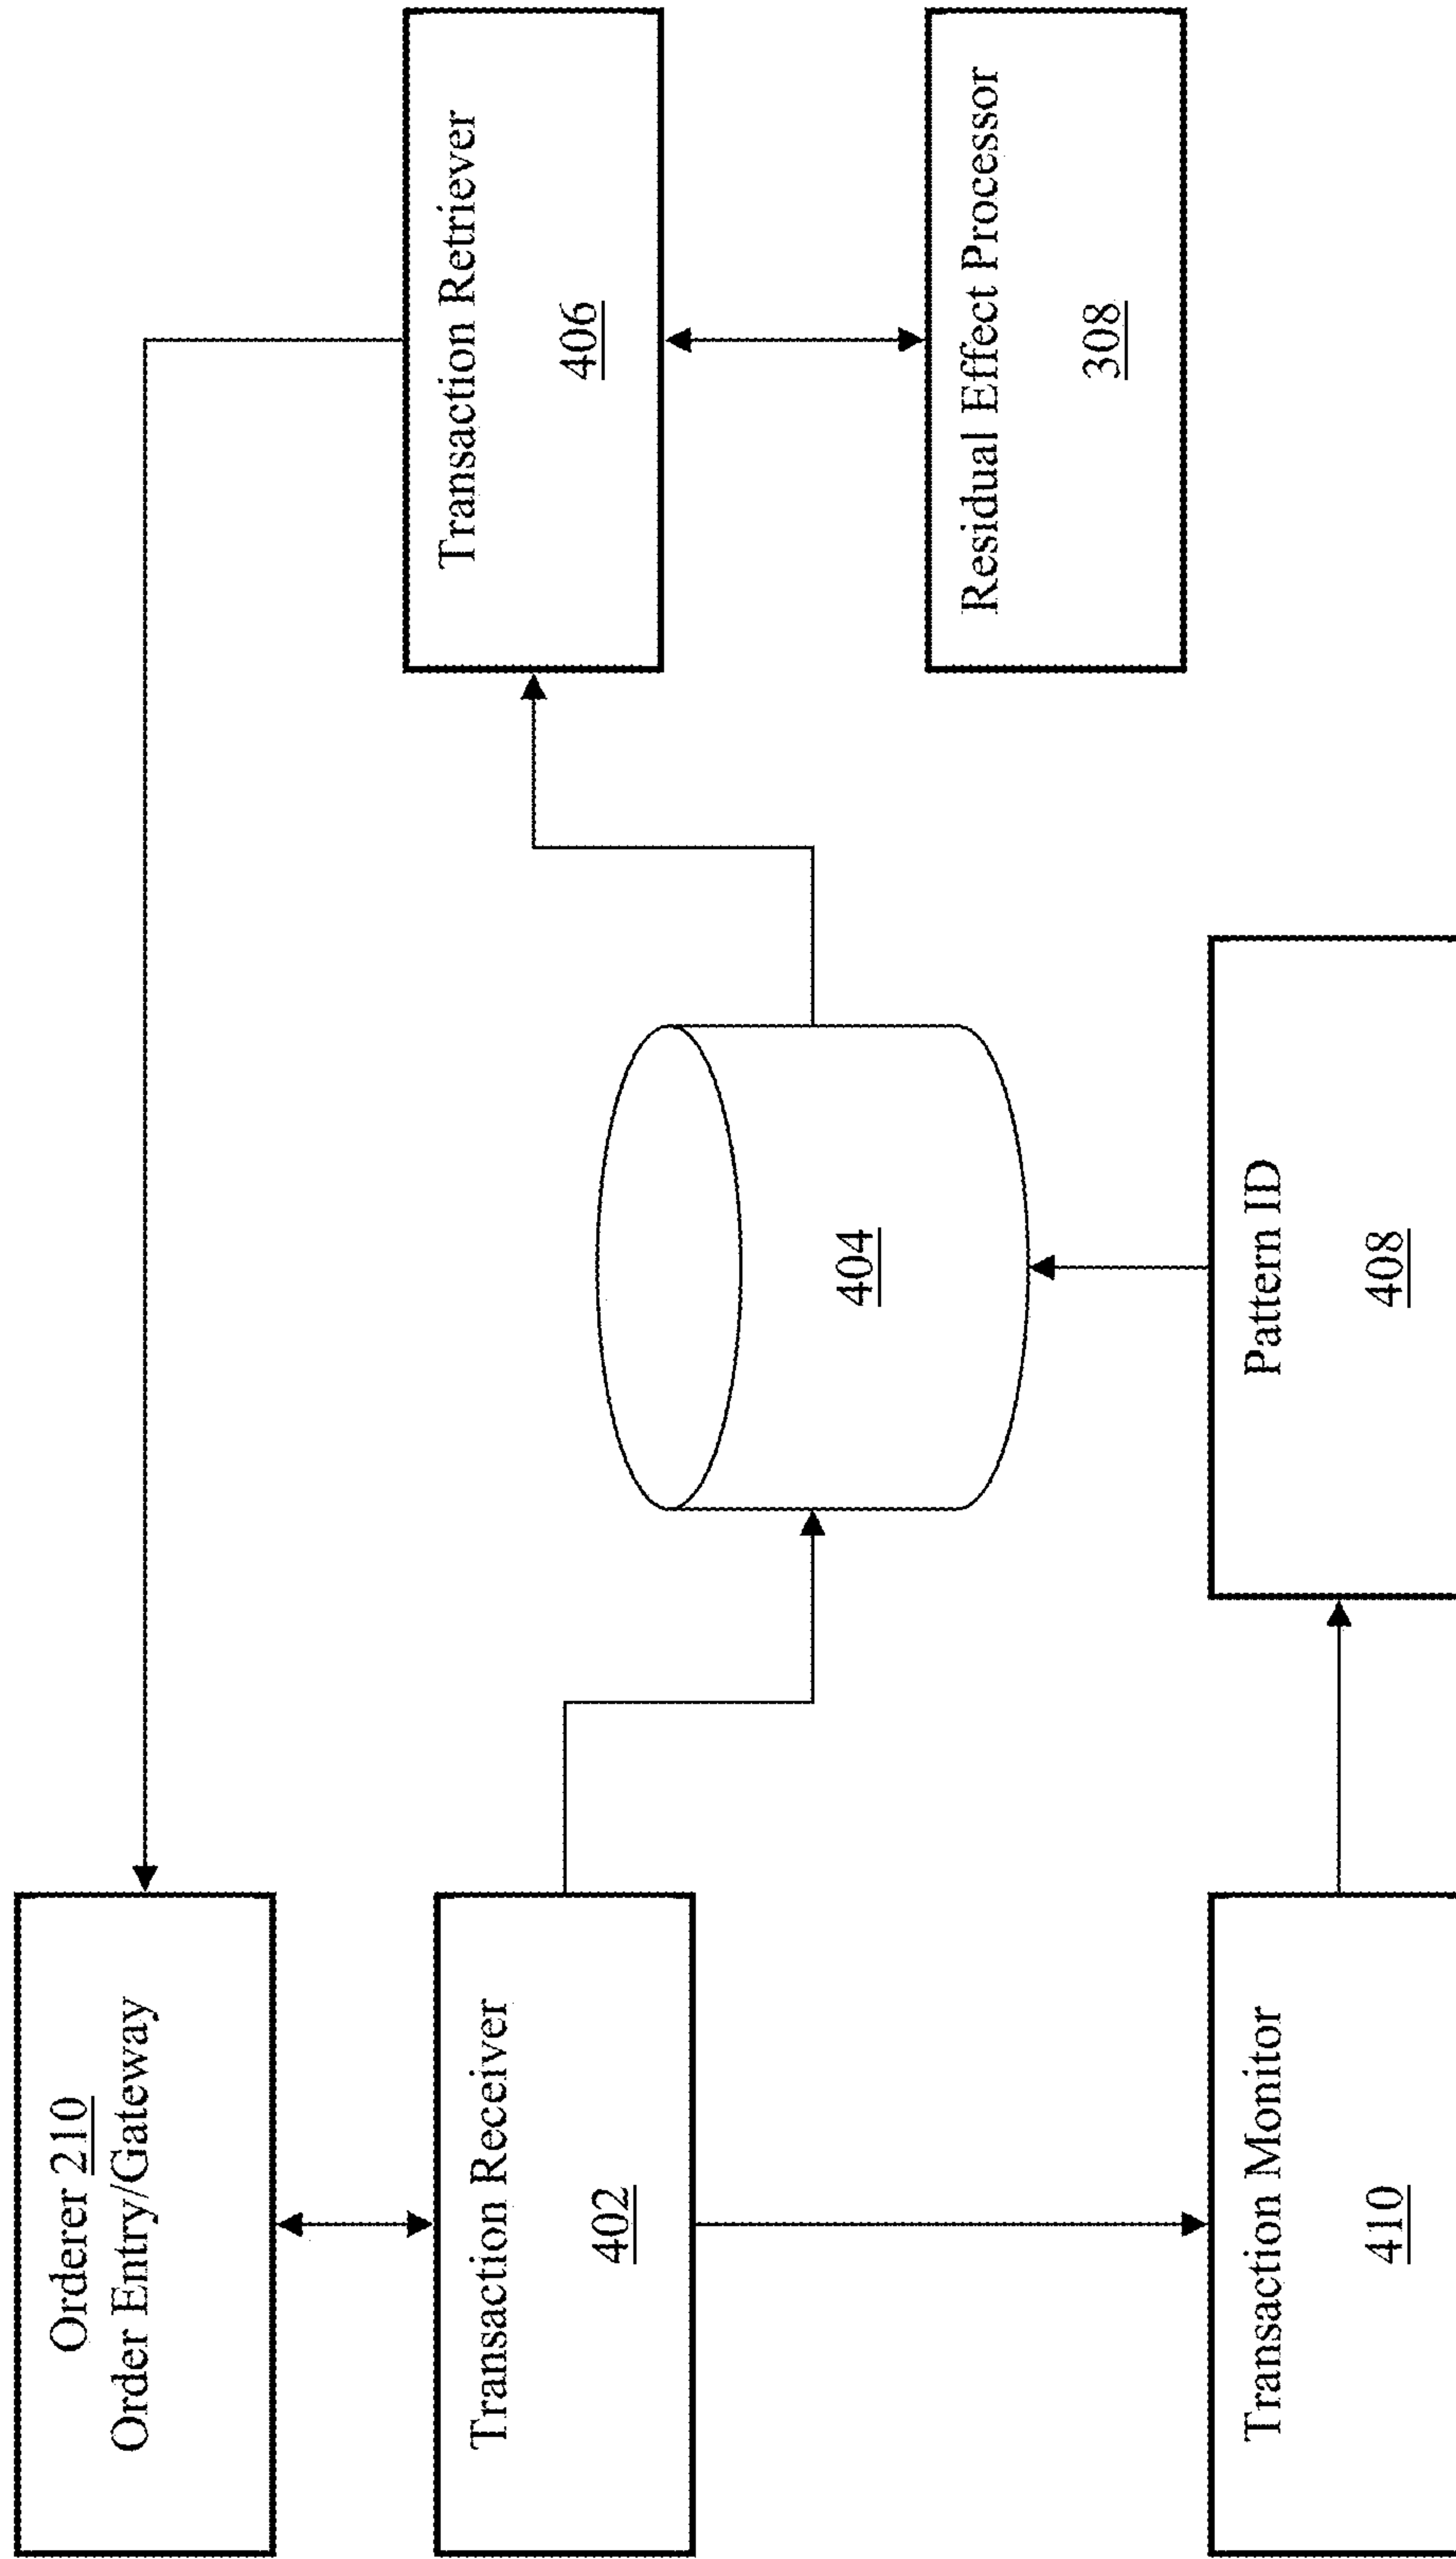 Orderer 210
Order Entry/Gateway
Transaction Receiver
402
Transaction Monitor
410
404
Pattern ID
408
Transaction Retriever
406
Residual Effect Processor
308